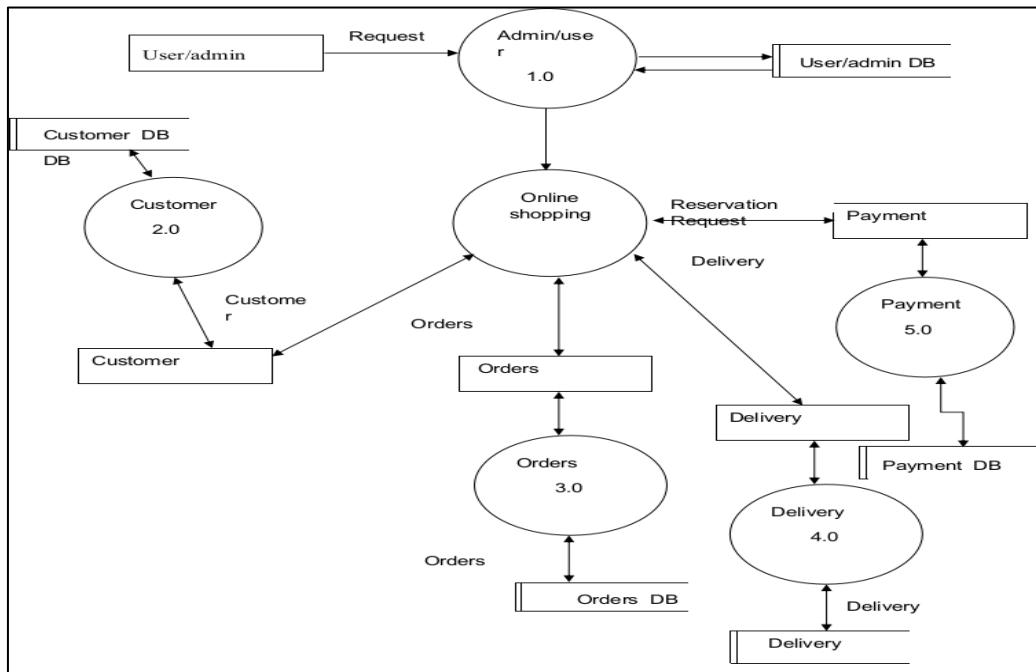 Request
User/admin
Admin/use
r
1.0
User/admin DB
Customer DB
DB
Customer
2.0
Online
shopping
Reservation
Request
Payment
Delivery
Custome
r
Payment
5.0
Orders
Customer
Orders
Delivery
Payment DB
Orders
3.0
Delivery
4.0
Orders
Orders DB
Delivery
Delivery